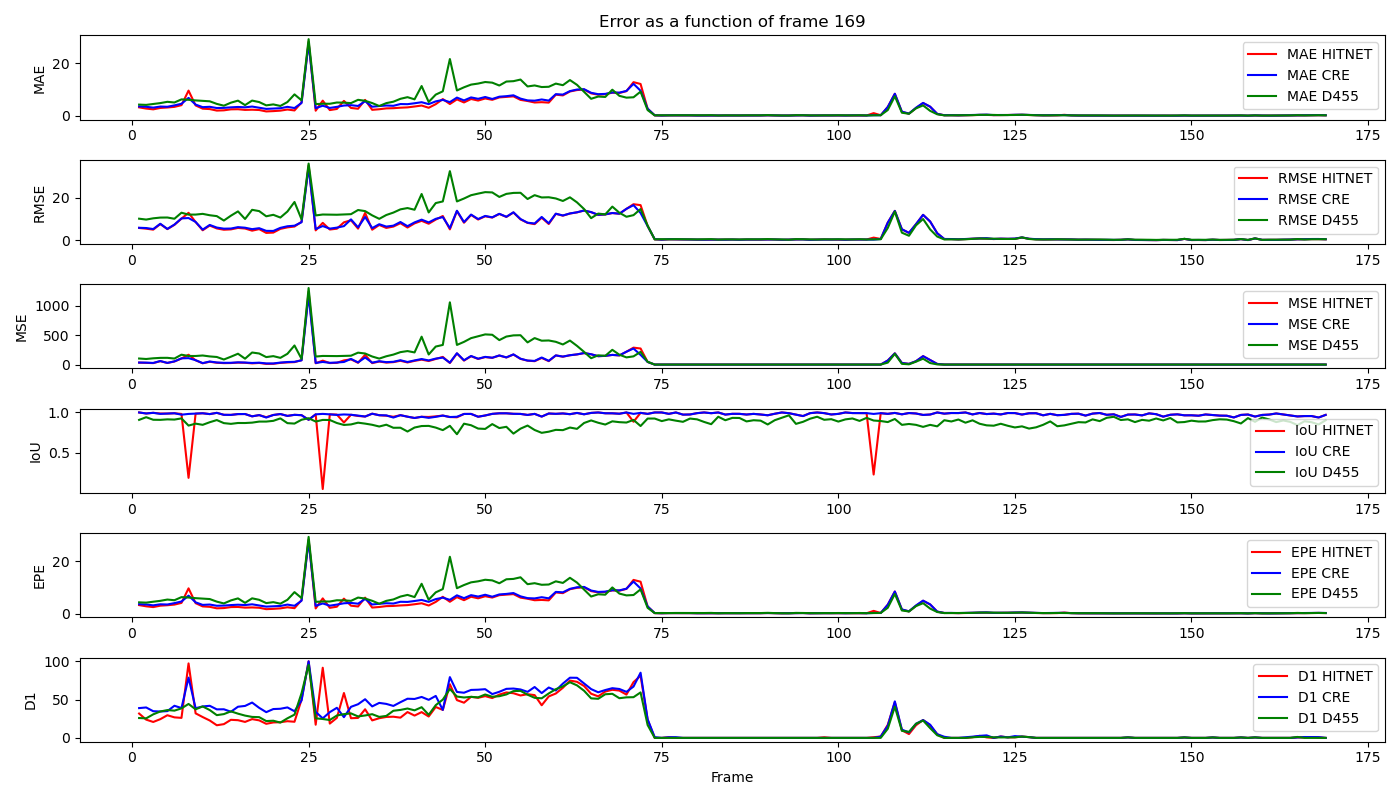 Error as a function of frame 169
MAE
20
0
MAE HITNET
MAE CRE
MAE D455
0 25 50 75 100 125 150 175
RMSE
20
0
RMSE HITNET
RMSE CRE
RMSE D455
0 25 50 75 100 125 150 175
MSE
1000
500
0
MSE HITNET
MSE CRE
MSE D455
0 25 50 75 100 125 150 175
IoU
1.0
0.5
IoU HITNET
IoU CRE
IoU D455
0 25 50 75 100 125 150 175
EPE
20
0
EPE HITNET
EPE CRE
EPE D455
0 25 50 75 100 125 150 175
D1
100
50
0
D1 HITNET
D1 CRE
D1 D455
0 25 50 75 100 125 150 175
Frame